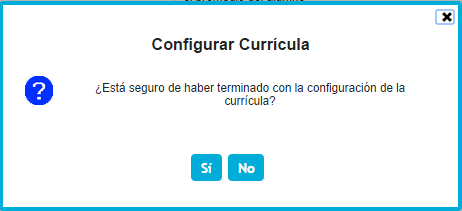 Configurar Currícula
¿Está seguro de haber terminado con la configuración de la
currícula?
Sí
No